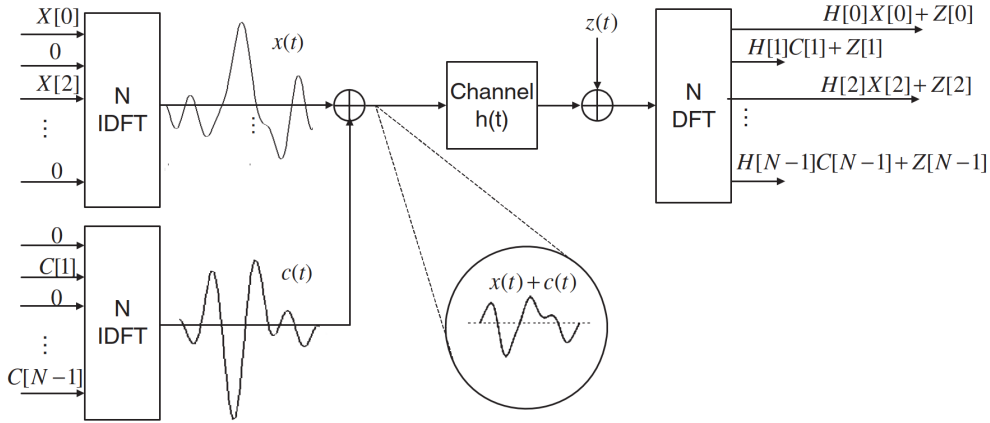 X[0]
0
X[2]
⋮
0
N
IDFT
x(t)
⋮
0
C[1]
0
⋮
C[N−1]
N
IDFT
c(t)
x(t)+c(t)
Channel
h(t)
z(t)
N
DFT
H[0]X[0]+Z[0]
H[1]C[1]+Z[1]
H[2]X[2]+Z[2]
⋮
H[N−1]C[N−1]+Z[N−1]